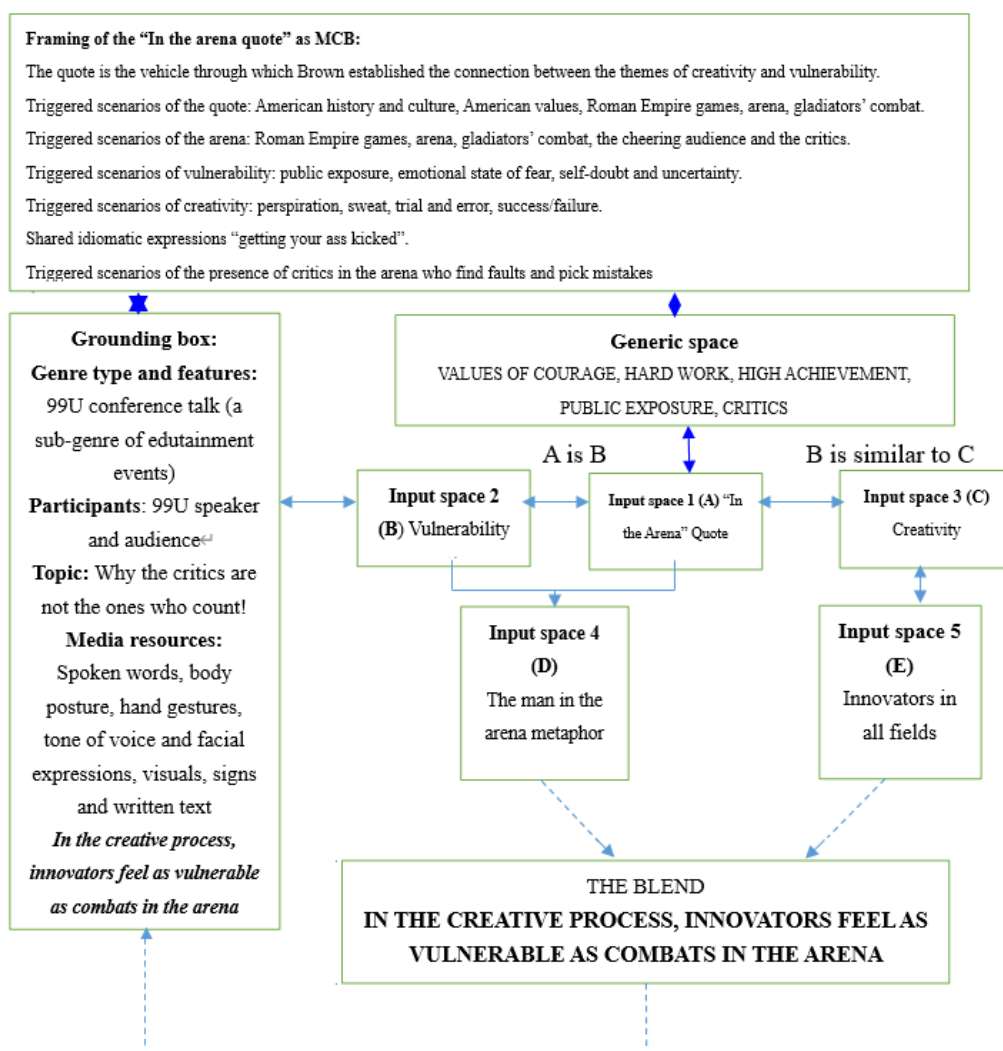 Framing of the “In the arena quote” as MCB:
The quote is the vehicle through which Brown established the connection between the themes of creativity and vulnerability.
Triggered scenarios of the quote: American history and culture, American values, Roman Empire games, arena, gladiators’ combat.
Triggered scenarios of the arena: Roman Empire games, arena, gladiators’ combat, the cheering audience and the critics.
Triggered scenarios of vulnerability: public exposure, emotional state of fear, self-doubt and uncertainty.
Triggered scenarios of creativity: perspiration, sweat, trial and error, success/failure.
Shared idiomatic expressions “getting your ass kicked”.
Triggered scenarios of the presence of critics in the arena who find faults and pick mistakes
Grounding box:
Genre type and features:
99U conference talk (a
sub-genre of edutainment
events)
Participants: 99U speaker
and audience↵
Topic: Why the critics are
not the ones who count!
Media resources:
Spoken words, body
posture, hand gestures,
tone of voice and facial
expressions, visuals, signs
and written text
In the creative process,
innovators feel as vulnerable
as combats in the arena
Generic space
VALUES OF COURAGE, HARD WORK, HIGH ACHIEVEMENT,
PUBLIC EXPOSURE, CRITICS
A is B
B is similar to C
Input space 2
(B) Vulnerability
Input space 1 (A) “In
the Arena” Quote
Input space 3 (C)
Creativity
Input space 4
(D)
The man in the
arena metaphor
Input space 5
(E)
Innovators in
all fields
THE BLEND
IN THE CREATIVE PROCESS, INNOVATORS FEEL AS
VULNERABLE AS COMBATS IN THE ARENA